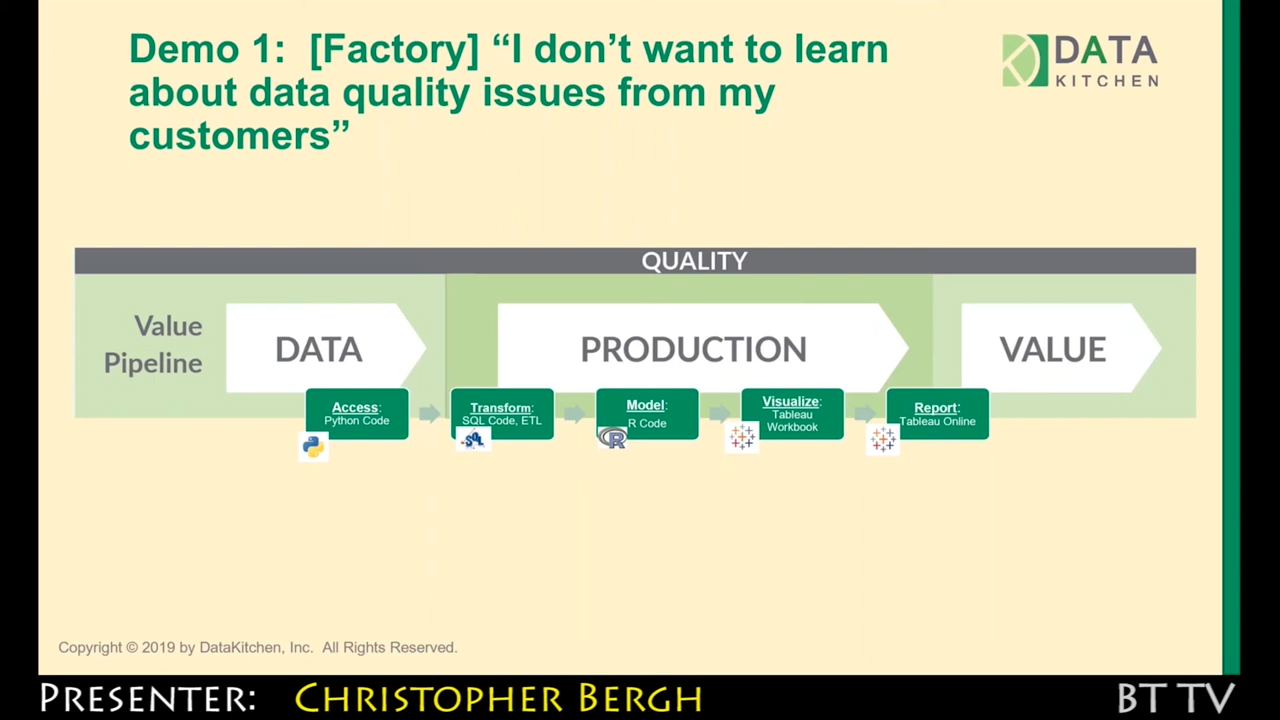 Demo 1:  [Factory] “I don’t want to learn
about data quality issues from my
customers”
DATA
KITCHEN
QUALITY
Value
Pipeline
DATA
PRODUCTION
VALUE
Access:
Python Code
Transform:
SQL Code, ETL
SQL
Model:
R Code
R
Visualize:
Tableau
Workbook
Report:
Tableau Online
Copyright © 2019 by DataKitchen, Inc.  All Rights Reserved.
PRESENTER: CHRISTOPHER BERGH
BT TV